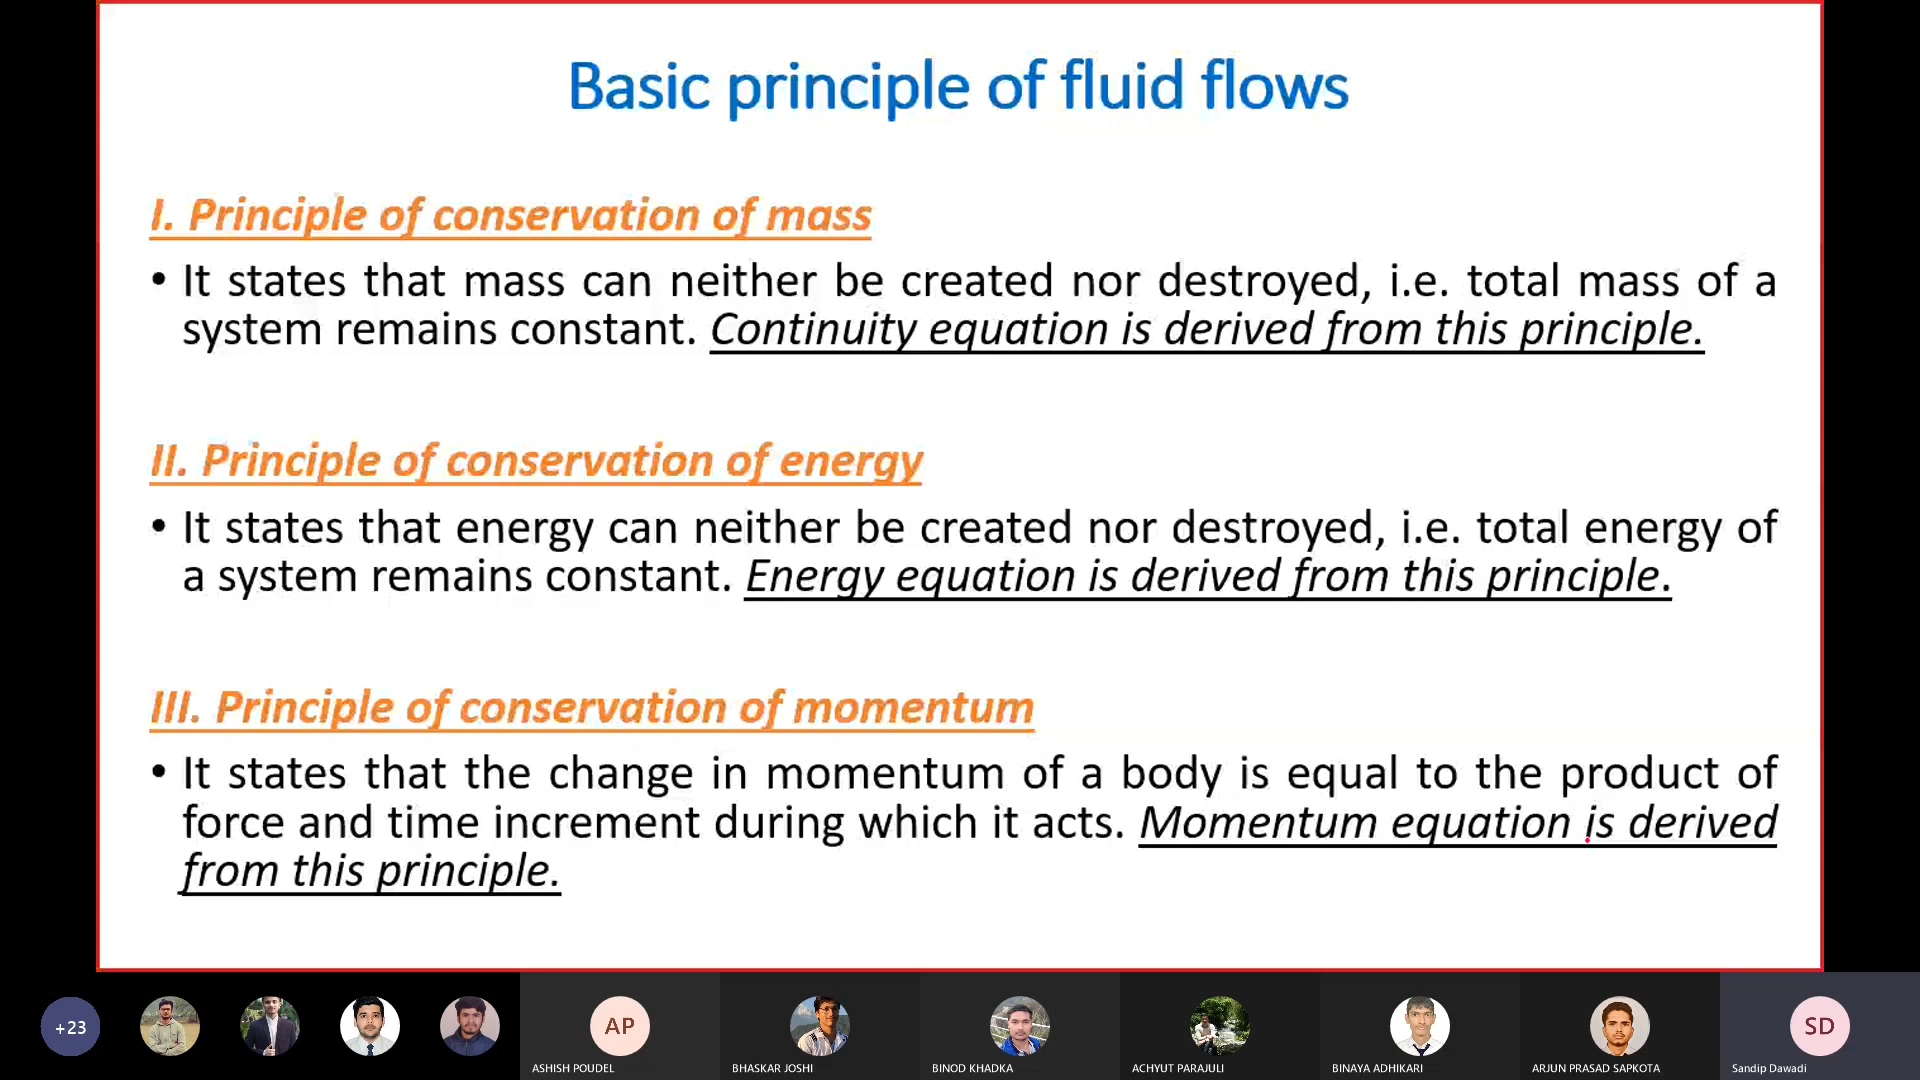 Basic principle of fluid flows
I. Principle of conservation of mass
• It states that mass can neither be created nor destroyed, i.e. total mass of a
system remains constant. Continuity equation is derived from this principle.
II. Principle of conservation of energy
• It states that energy can neither be created nor destroyed, i.e. total energy of
a system remains constant. Energy equation is derived from this principle.
III. Principle of conservation of momentum
• It states that the change in momentum of a body is equal to the product of
force and time increment during which it acts. Momentum equation is derived
from this principle.
+23
AP
SD
ASHISH POUDEL
BHASKAR JOSHI
BINOD KHADKA
ACHYUT PARAJULI
BINAYA ADHIKARI
ARJUN PRASAD SAPKOTA
Sandip Dawadi